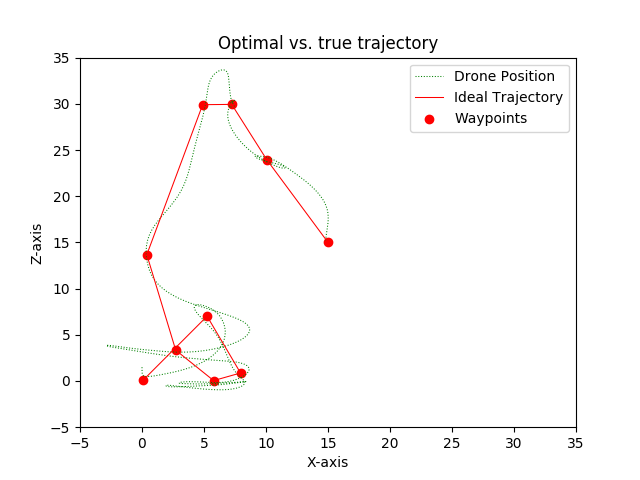 Optimal vs. true trajectory
Drone Position
Ideal Trajectory
Waypoints
Z-axis
35
30
25
20
15
10
5
0
−5
−5 0 5 10 15 20 25 30 35
X-axis